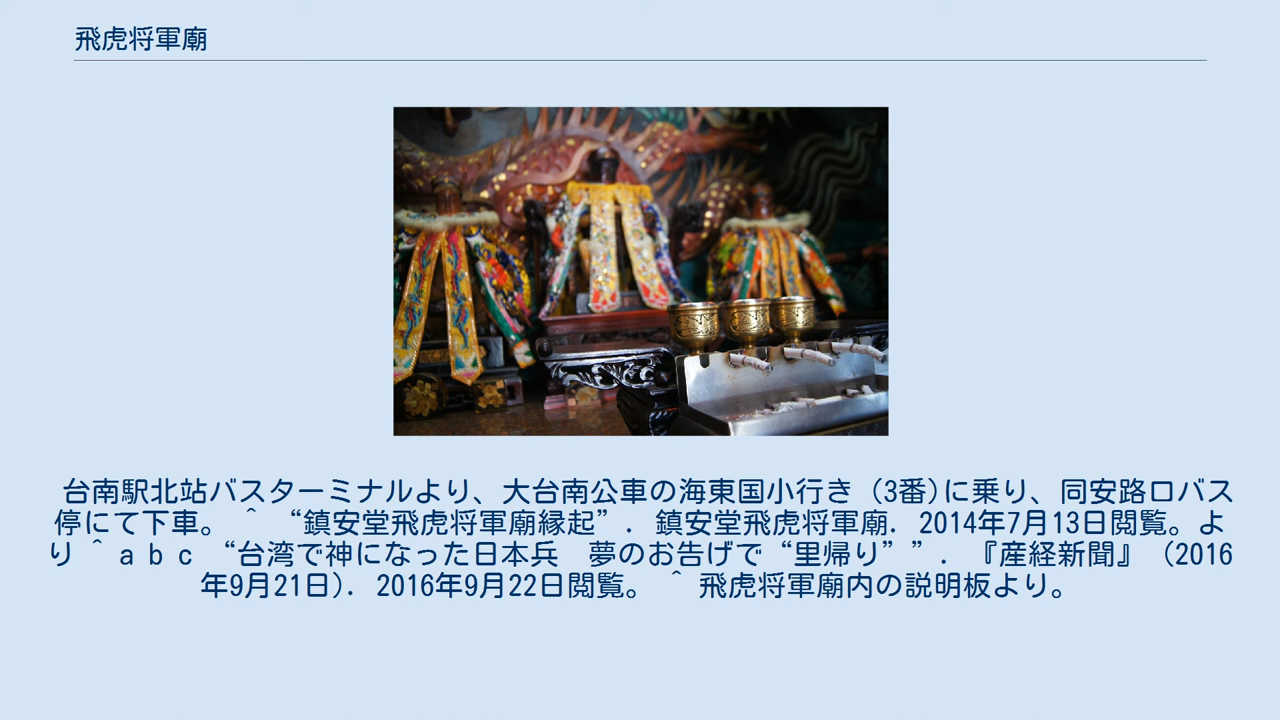 飛虎将軍廟
台南駅北站バスターミナルより、大台南公車の海東国小行き (3番)に乗り、同安路口バス
停にて下車。 ^ “鎮安堂飛虎将軍廟縁起”. 鎮安堂飛虎将軍廟. 2014年7月13日閲覧。よ
り ^ a b c “台湾で神になった日本兵　夢のお告げで“里帰り””. 『産経新聞』 (2016
年9月21日). 2016年9月22日閲覧。 ^ 飛虎将軍廟内の説明板より。